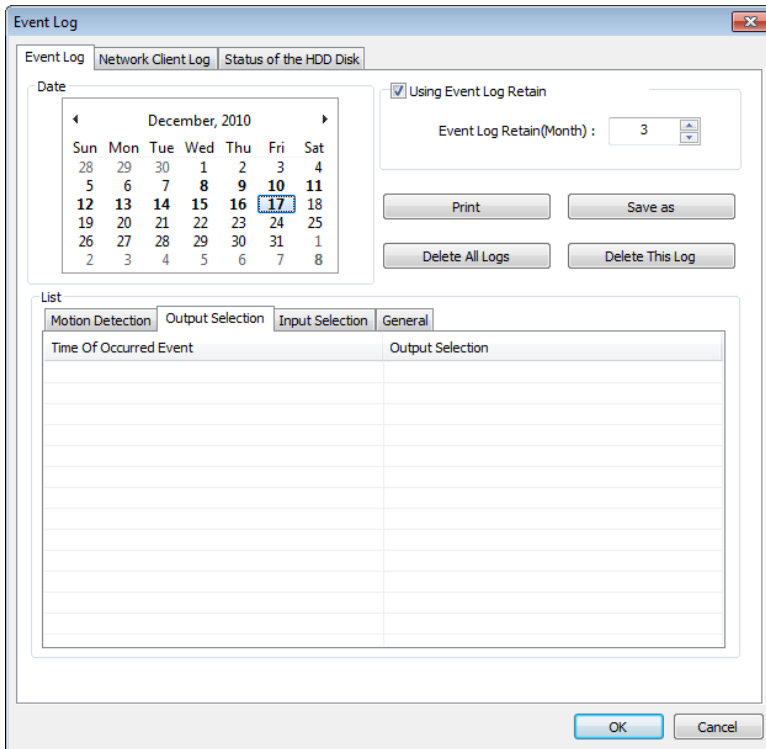 Event Log
Event Log Network Client Log Status of the HDD Disk
Date
December, 2010
Sun Mon Tue Wed Thu Fri Sat
28 29 30 1 2 3 4
5 6 7 8 9 10 11
12 13 14 15 16 17 18
19 20 21 22 23 24 25
26 27 28 29 30 31 1
2 3 4 5 6 7 8
Using Event Log Retain
Event Log Retain(Month) : 3
Print Save as
Delete All Logs Delete This Log
List
Motion Detection Output Selection Input Selection General
Time Of Occurred Event Output Selection
OK Cancel